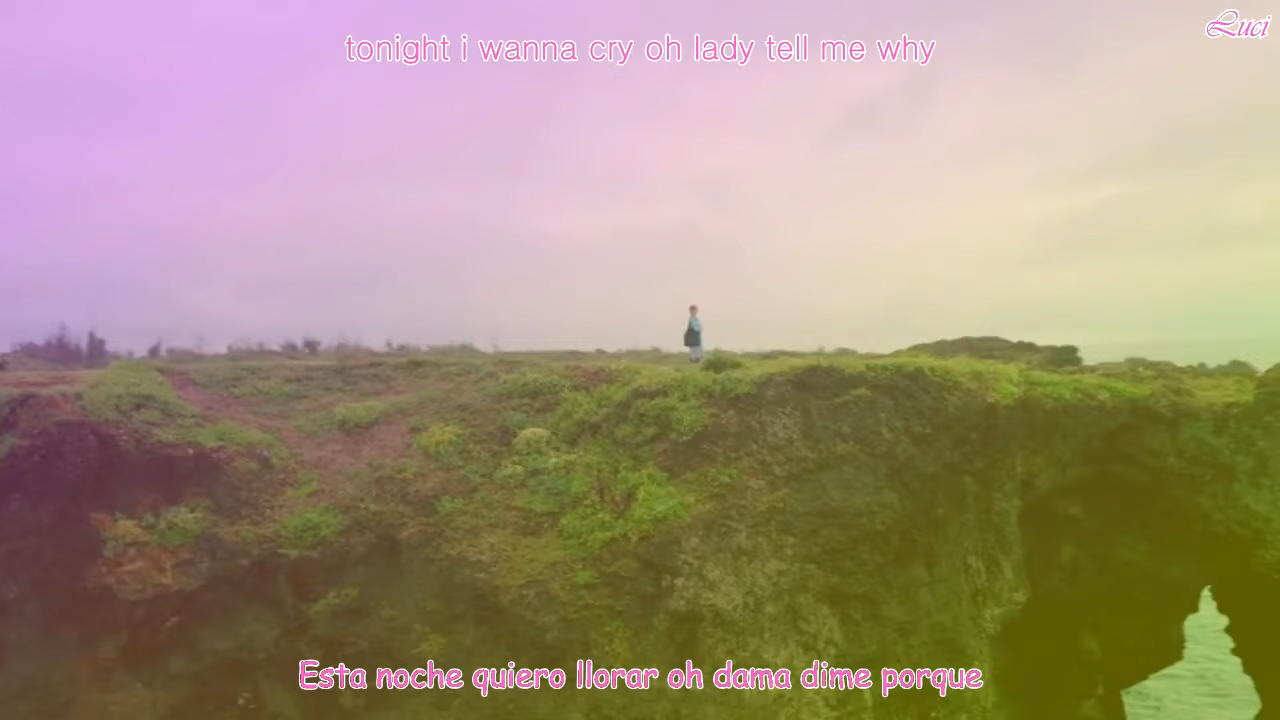 Luci
tonight i wanna cry oh lady tell me why
Esta noche quiero llorar oh dama dime porque